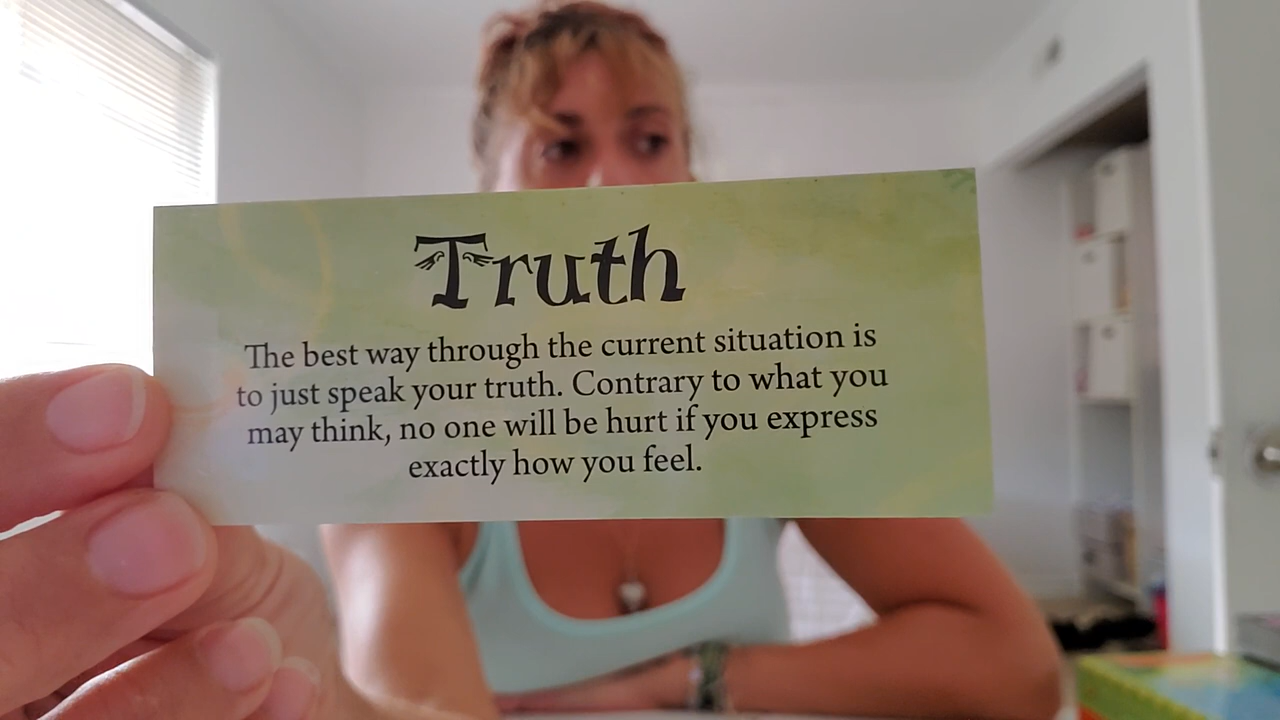 Truth
The best way through the current situation is
to just speak your truth. Contrary to what you
may think, no one will be hurt if you express
exactly how you feel.